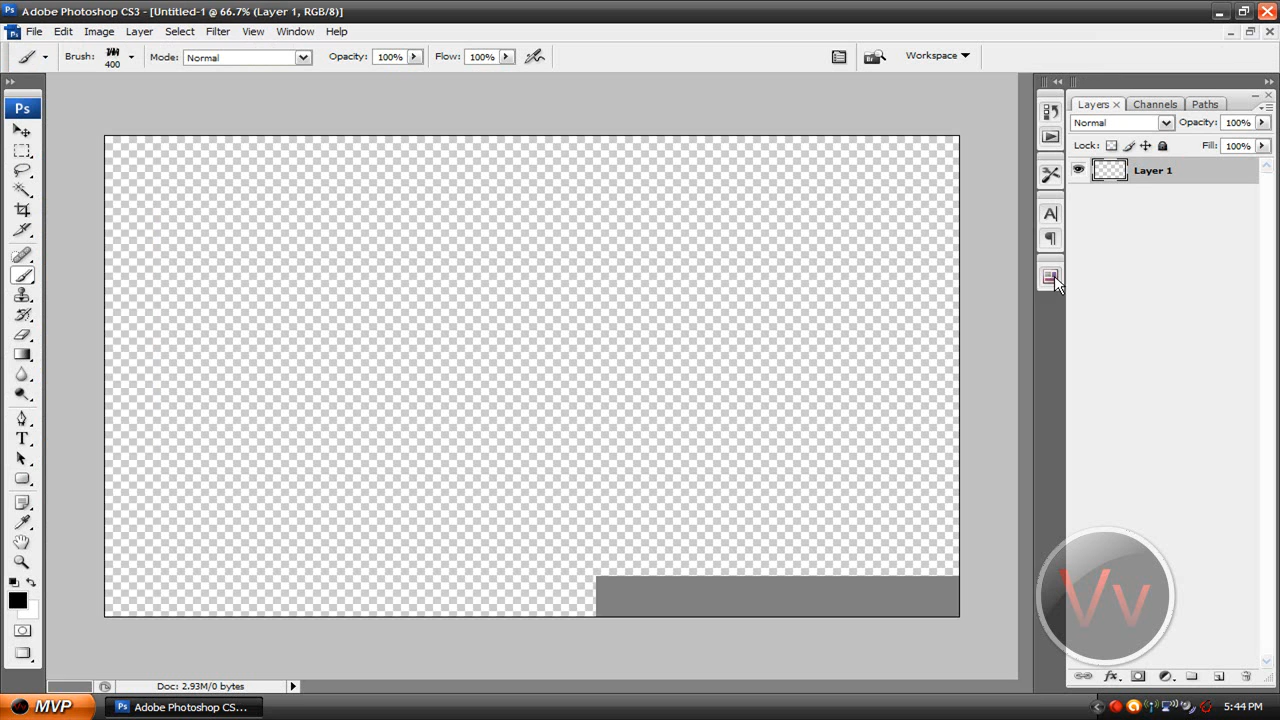 Adobe Photoshop CS3 - [Untitled-1 @ 66.7% (Layer 1, RGB/8)]
File Edit Image Layer Select Filter View Window Help
Brush: 400 Mode: Normal Opacity: 100% Flow: 100% Workspace
Ps
Layers Channels Paths
Normal Opacity: 100%
Lock: Fill: 100%
Layer 1
Vv
Doc: 2.93M/0 bytes
MVP Adobe Photoshop CS... 5:44 PM